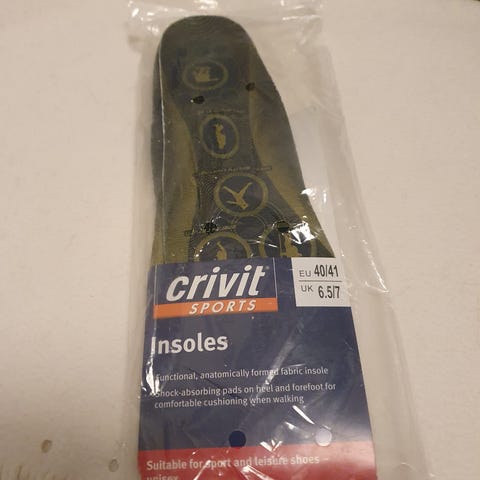 crivit
SPORTS
EU 40/41
UK 6.5/7
Insoles
Functional, anatomically formed fabric insole
Shock-absorbing pads on heel and forefoot for
comfortable cushioning when walking
Suitable for sport and leisure shoes –
unisex